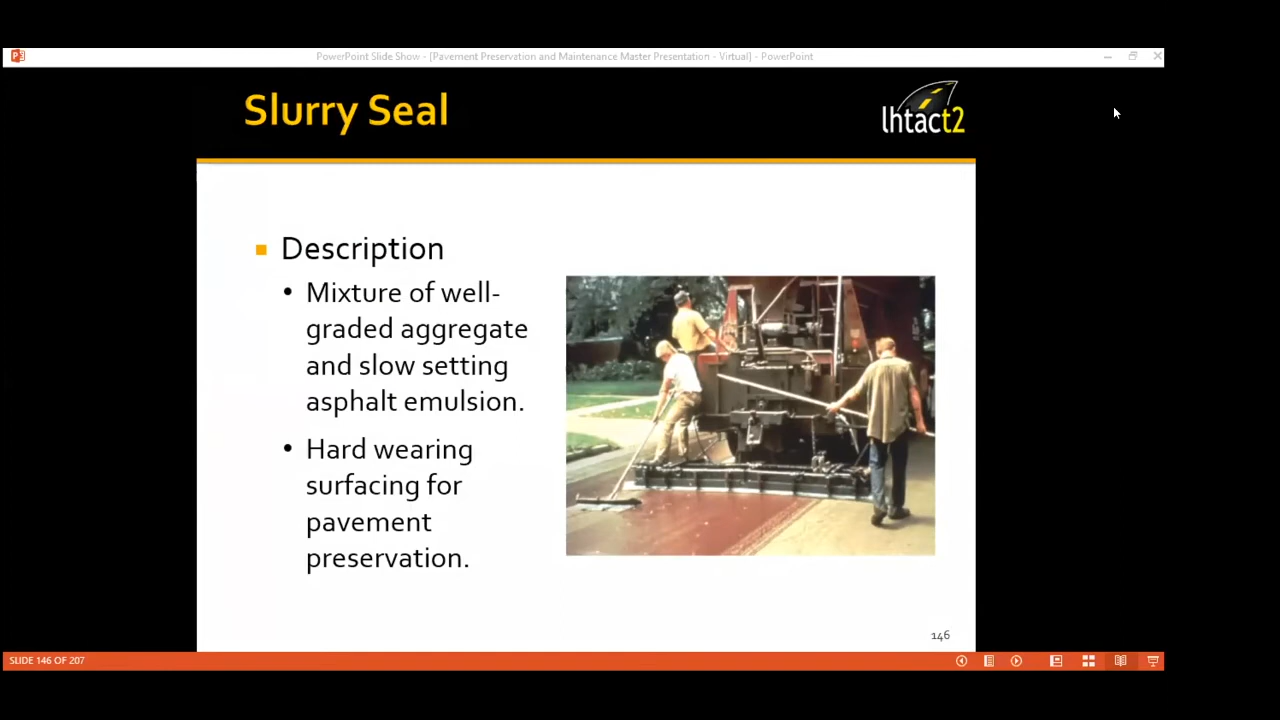 PowerPoint Slide Show - [Pavement Preservation and Maintenance Master Presentation - Virtual] - PowerPoint
Slurry Seal
lhtact2
Description
• Mixture of well-
graded aggregate
and slow setting
asphalt emulsion.
• Hard wearing
surfacing for
pavement
preservation.
146
SLIDE 146 OF 207